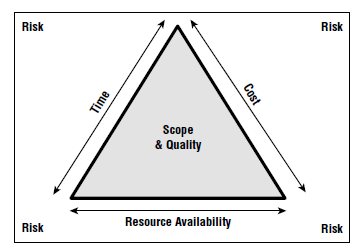 Risk
Risk
Time
Cost
Scope
& Quality
Resource Availability
Risk
Risk